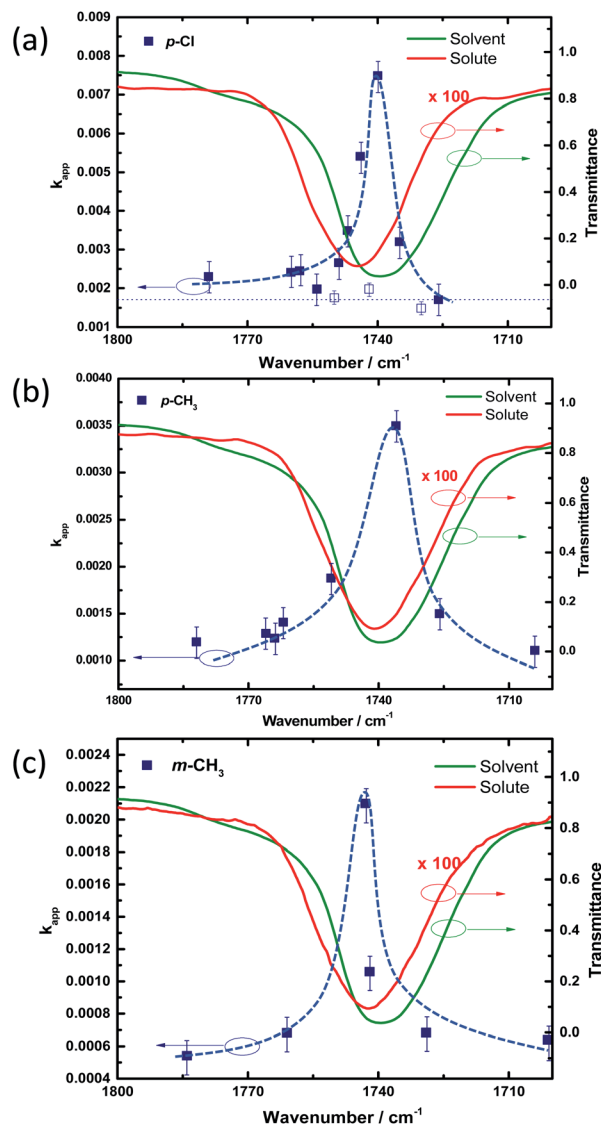 (a)
p-Cl
Solvent
Solute
x 100
0.009
0.008
0.007
0.006
0.005
0.004
0.003
0.002
0.001
k_app
1.0
0.8
0.6
0.4
0.2
0.0
Transmittance
1800
1770
1740
1710
Wavenumber / cm⁻¹
(b)
p-CH₃
Solvent
Solute
x 100
0.0040
0.0035
0.0030
0.0025
0.0020
0.0015
0.0010
k_app
1.0
0.8
0.6
0.4
0.2
0.0
Transmittance
1800
1770
1740
1710
Wavenumber / cm⁻¹
(c)
m-CH₃
Solvent
Solute
x 100
0.0024
0.0022
0.0020
0.0018
0.0016
0.0014
0.0012
0.0010
0.0008
0.0006
0.0004
k_app
1.0
0.8
0.6
0.4
0.2
0.0
Transmittance
1800
1770
1740
1710
Wavenumber / cm⁻¹